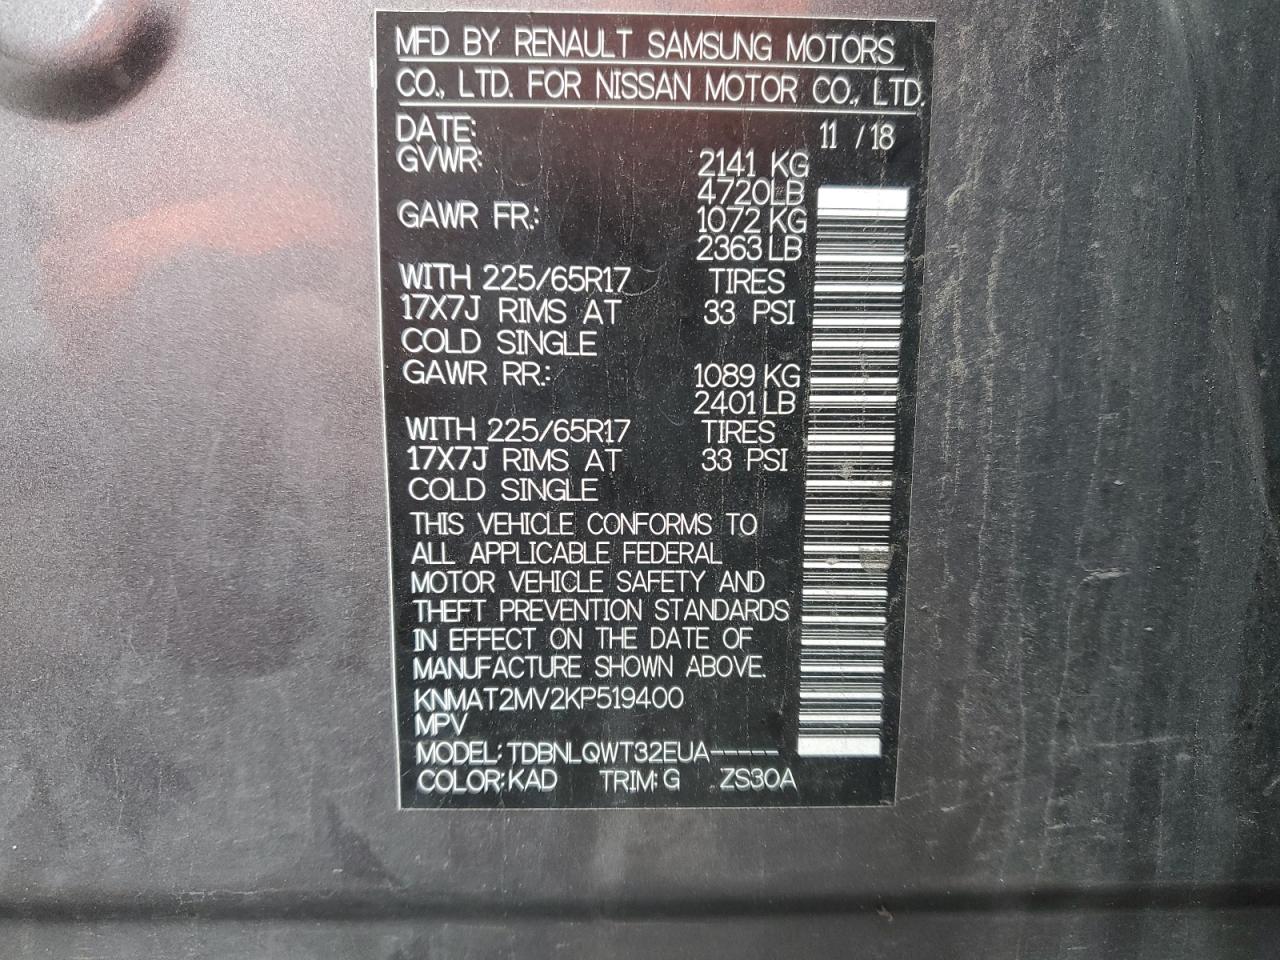 MFD BY RENAULT SAMSUNG MOTORS
CO., LTD. FOR NISSAN MOTOR CO., LTD.
DATE: 11 / 18
GVWR: 2141 KG
4720LB
GAWR FR.: 1072 KG
2363 LB
WITH 225/65R17 TIRES
17X7J RIMS AT 33 PSI
COLD SINGLE
GAWR RR.: 1089 KG
2401 LB
WITH 225/65R17 TIRES
17X7J RIMS AT 33 PSI
COLD SINGLE
THIS VEHICLE CONFORMS TO
ALL APPLICABLE FEDERAL
MOTOR VEHICLE SAFETY AND
THEFT PREVENTION STANDARDS
IN EFFECT ON THE DATE OF
MANUFACTURE SHOWN ABOVE.
KNMAT2MV2KP519400
MPV
MODEL: TDBNLQWT32EUA-----
COLOR: KAD TRIM: G ZS30A